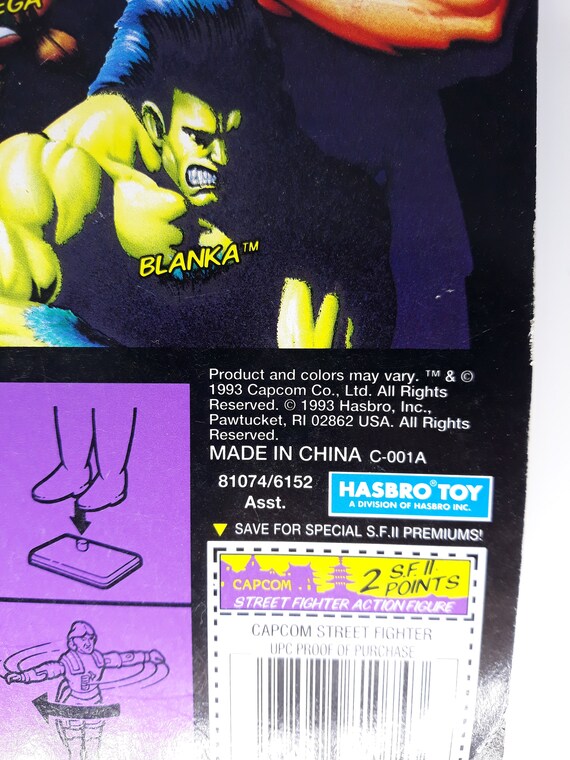 EGA
BLANKA™
Product and colors may vary. ™ & ©
1993 Capcom Co., Ltd. All Rights
Reserved. © 1993 Hasbro, Inc.,
Pawtucket, RI 02862 USA. All Rights
Reserved.
MADE IN CHINA C-001A
81074/6152
Asst.
HASBRO® TOY
A DIVISION OF HASBRO INC.
SAVE FOR SPECIAL S.F.II PREMIUMS!
CAPCOM
2 S.F. II.
POINTS
STREET FIGHTER ACTION FIGURE
CAPCOM STREET FIGHTER
UPC PROOF OF PURCHASE